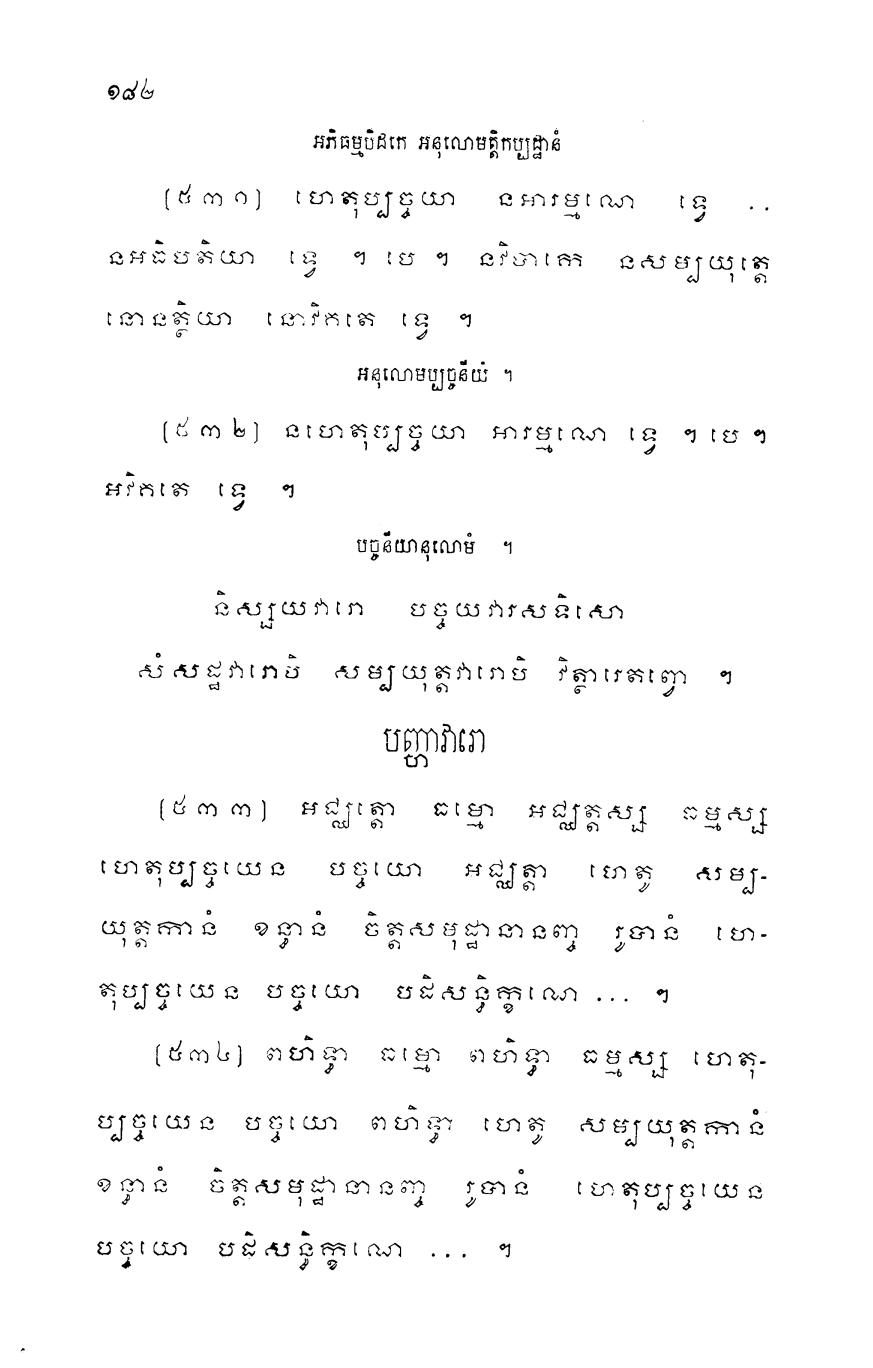 ១៨៤
អភិធម្មបិដកេ អនុលោមត្តិកប្បដ្ឋានំ
[៥៣១] ហេតុប្បច្ចយា នអារម្មណេ ទ្វេ ..
នអធិបតិយា ទ្វេ ។ បេ ។ នវិបាកេ នសម្បយុត្តេ
នោនត្ថិយា នោវិគតេ ទ្វេ ។
អនុលោមប្បច្ចនីយំ ។
[៥៣២] នហេតុប្បច្ចយា អារម្មណេ ទ្វេ ។ បេ ។
អវិគតេ ទ្វេ ។
បច្ចនីយានុលោមំ ។
និស្សយវារោ បច្ចយវារសទិសោ
សំសដ្ឋវារោបិ សម្បយុត្តវារោបិ វិត្ថារេតព្វោ ។
បញ្ហាវារោ
[៥៣៣] អជ្ឈត្តោ ធម្មោ អជ្ឈត្តស្ស ធម្មស្ស
ហេតុប្បច្ចយេន បច្ចយោ អជ្ឈត្តា ហេតូ សម្ប-
យុត្តកានំ ខន្ធានំ ចិត្តសមុដ្ឋានានញ្ច រូបានំ ហេ-
តុប្បច្ចយេន បច្ចយោ បដិសន្ធិក្ខណេ ... ។
[៥៣៤] ពហិទ្ធា ធម្មោ ពហិទ្ធា ធម្មស្ស ហេតុ-
ប្បច្ចយេន បច្ចយោ ពហិទ្ធា ហេតូ សម្បយុត្តកានំ
ខន្ធានំ ចិត្តសមុដ្ឋានានញ្ច រូបានំ ហេតុប្បច្ចយេន
បច្ចយោ បដិសន្ធិក្ខណេ ... ។